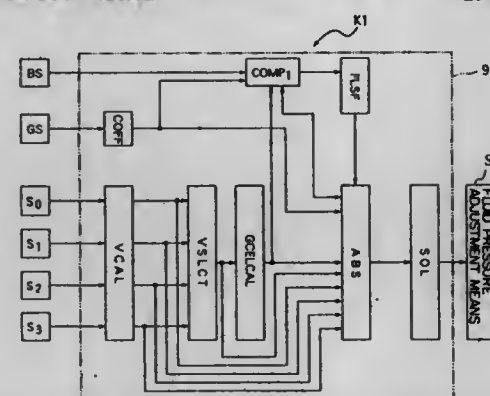 K1
BS
COMP1
FLSF
9
GS
COFF
S
S0
S1
S2
S3
VCAL
VSLCT
GCELCAL
ABS
SOL
FLUID PRESSURE
ADJUSTMENT MEANS